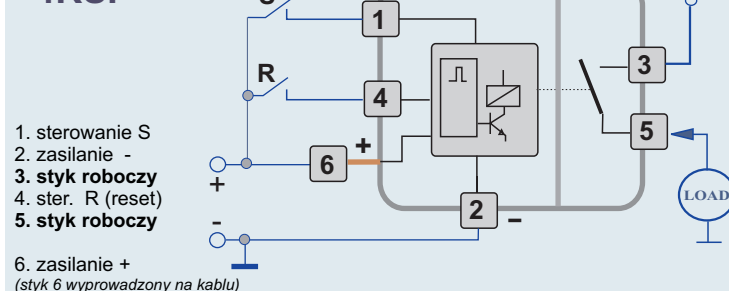 1
R
4
3
5
6
+
+
2
-
-
LOAD
1. sterowanie S
2. zasilanie -
3. styk roboczy
4. ster. R (reset)
5. styk roboczy
6. zasilanie +
(styk 6 wyprowadzony na kablu)